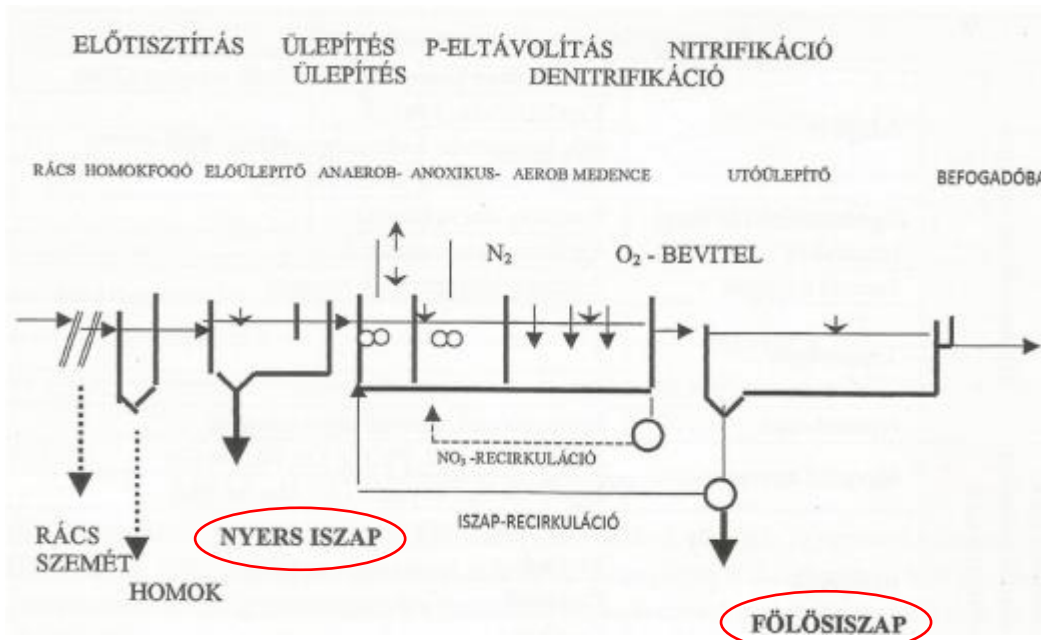 ELŐTISZTÍTÁS ÜLEPÍTÉS P-ELTÁVOLÍTÁS NITRIFIKÁCIÓ
ÜLEPÍTÉS DENITRIFIKÁCIÓ
RÁCS HOMOKFOGÓ ELŐÜLEPITŐ ANAEROB- ANOXIKUS- AEROB MEDENCE UTÓÜLEPÍTŐ BEFOGADÓBA
N₂ O₂ - BEVITEL
NO₃ -RECIRKULÁCIÓ
ISZAP-RECIRKULÁCIÓ
RÁCS
SZEMÉT
NYERS ISZAP
HOMOK
FÖLÖSISZAP